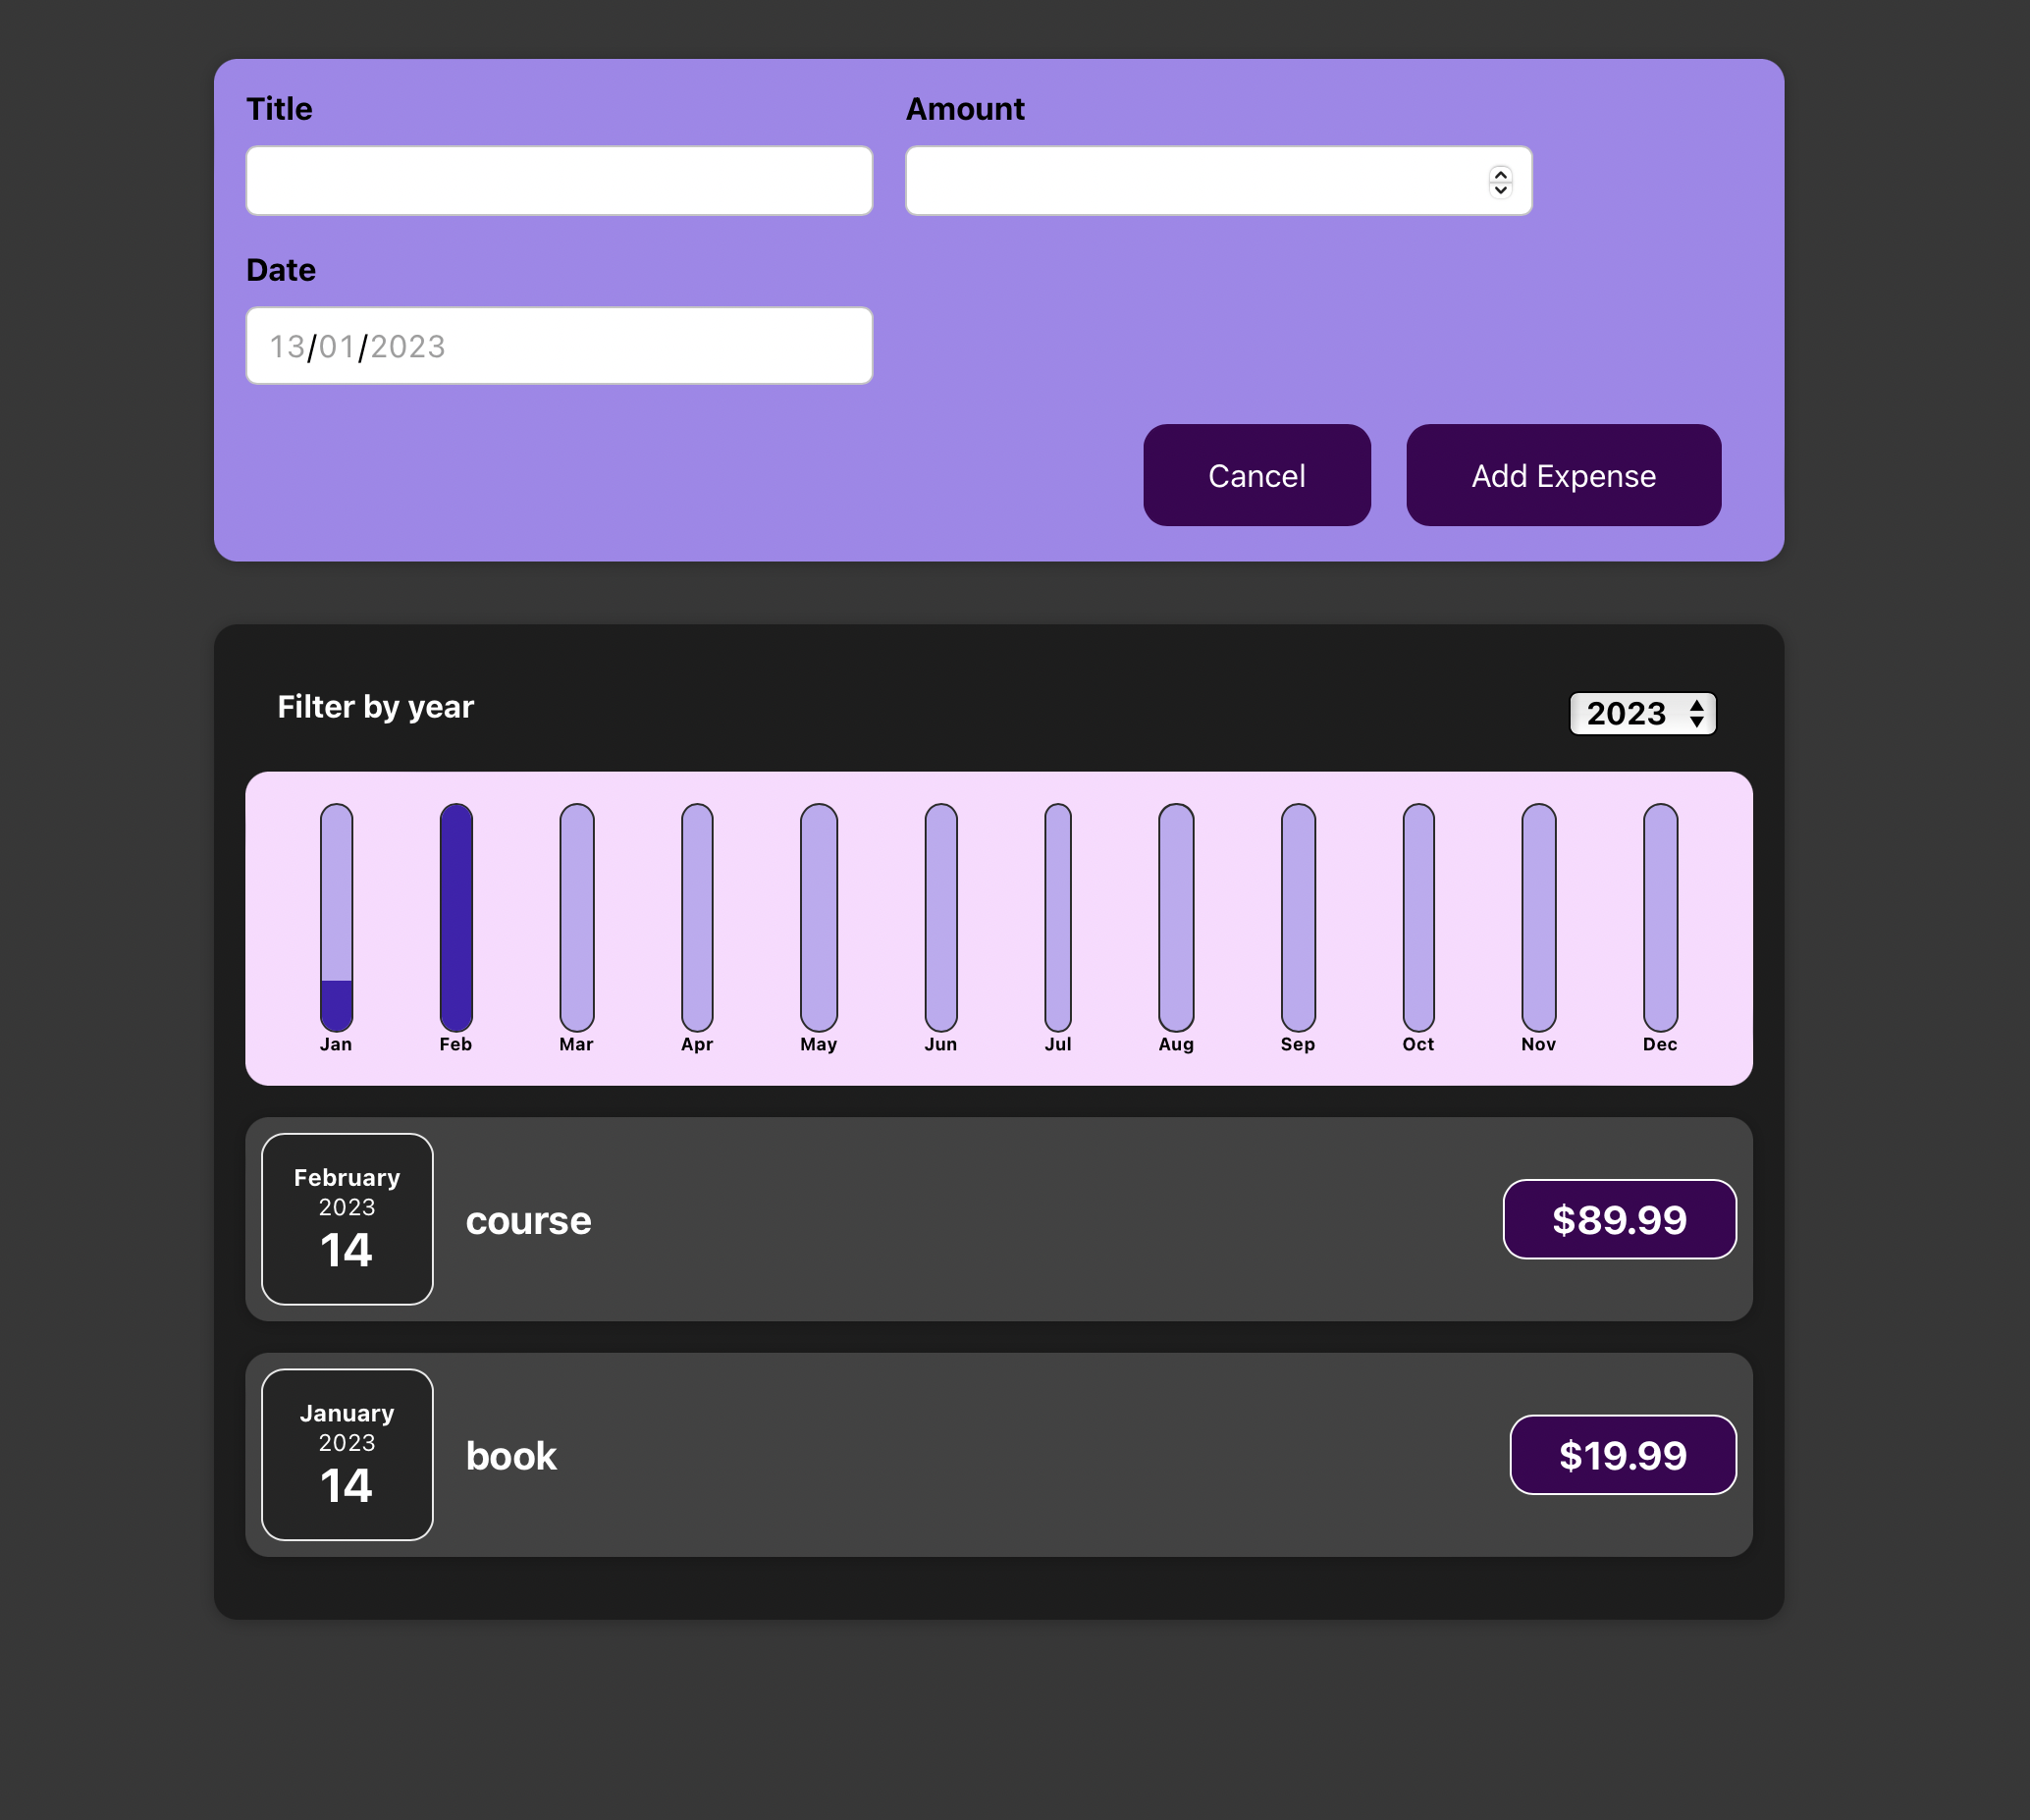 Title
Amount
Date
13/01/2023
Cancel
Add Expense
Filter by year
2023
Jan
Feb
Mar
Apr
May
Jun
Jul
Aug
Sep
Oct
Nov
Dec
February
2023
14
course
$89.99
January
2023
14
book
$19.99